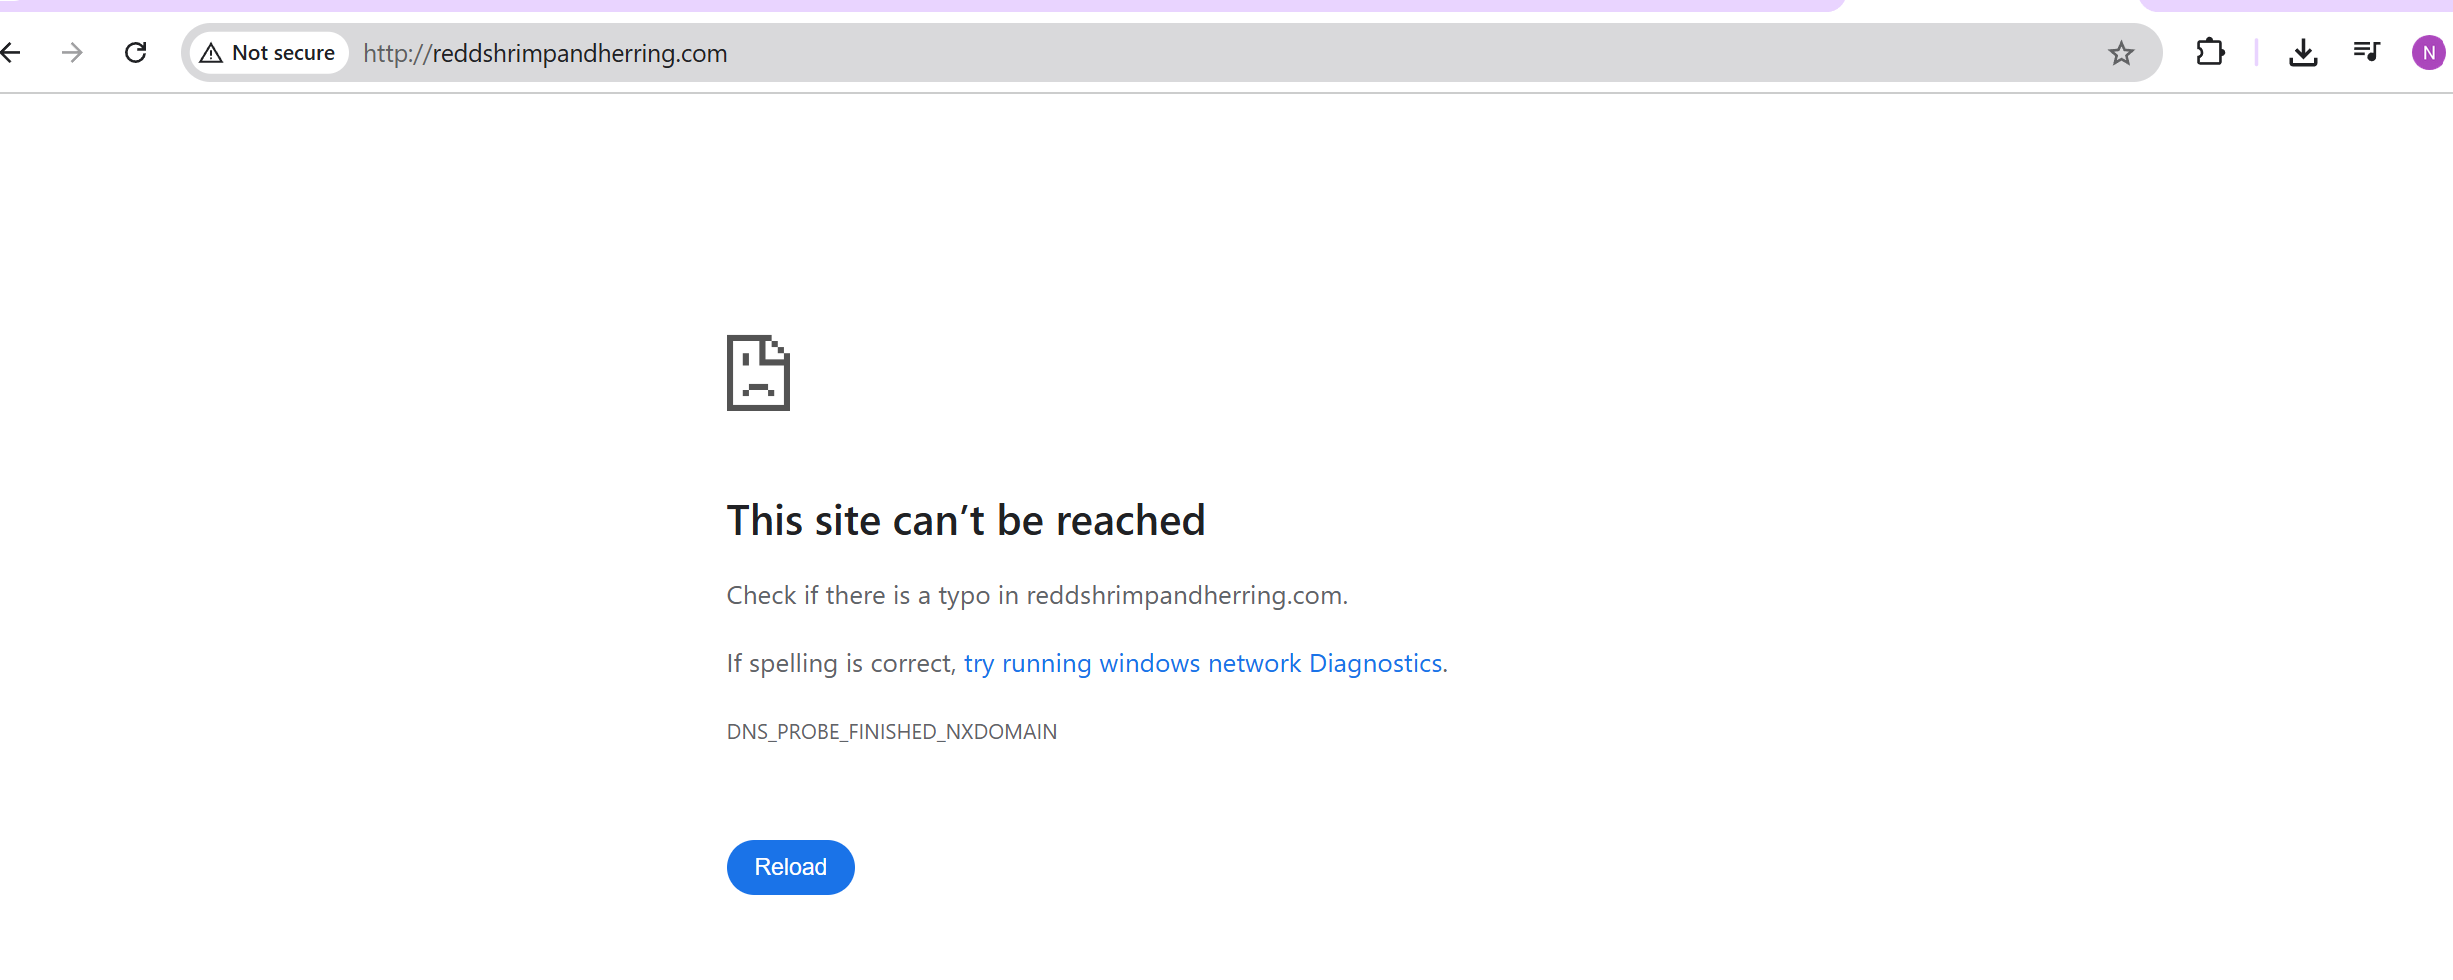 Not secure http://reddshrimpandherring.com N
This site can’t be reached
Check if there is a typo in reddshrimpandherring.com.
If spelling is correct, try running windows network Diagnostics.
DNS_PROBE_FINISHED_NXDOMAIN
Reload